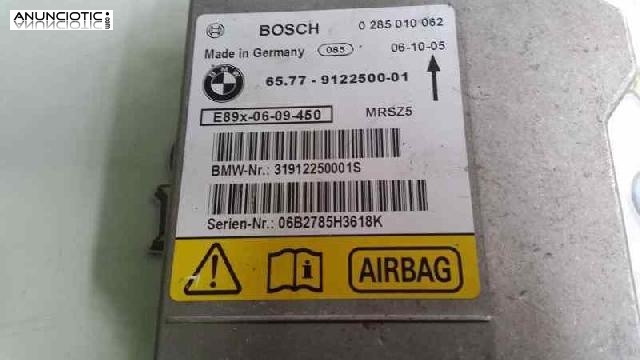 ANUNCIOTIC.com
BOSCH
0 285 010 062
Made in Germany
085
06-10-05
BMW
65.77 - 9122500-01
E89x-06-09-450
MRSZ5
BMW-Nr.: 31912250001S
Serien-Nr.: 06B2785H3618K
AIRBAG